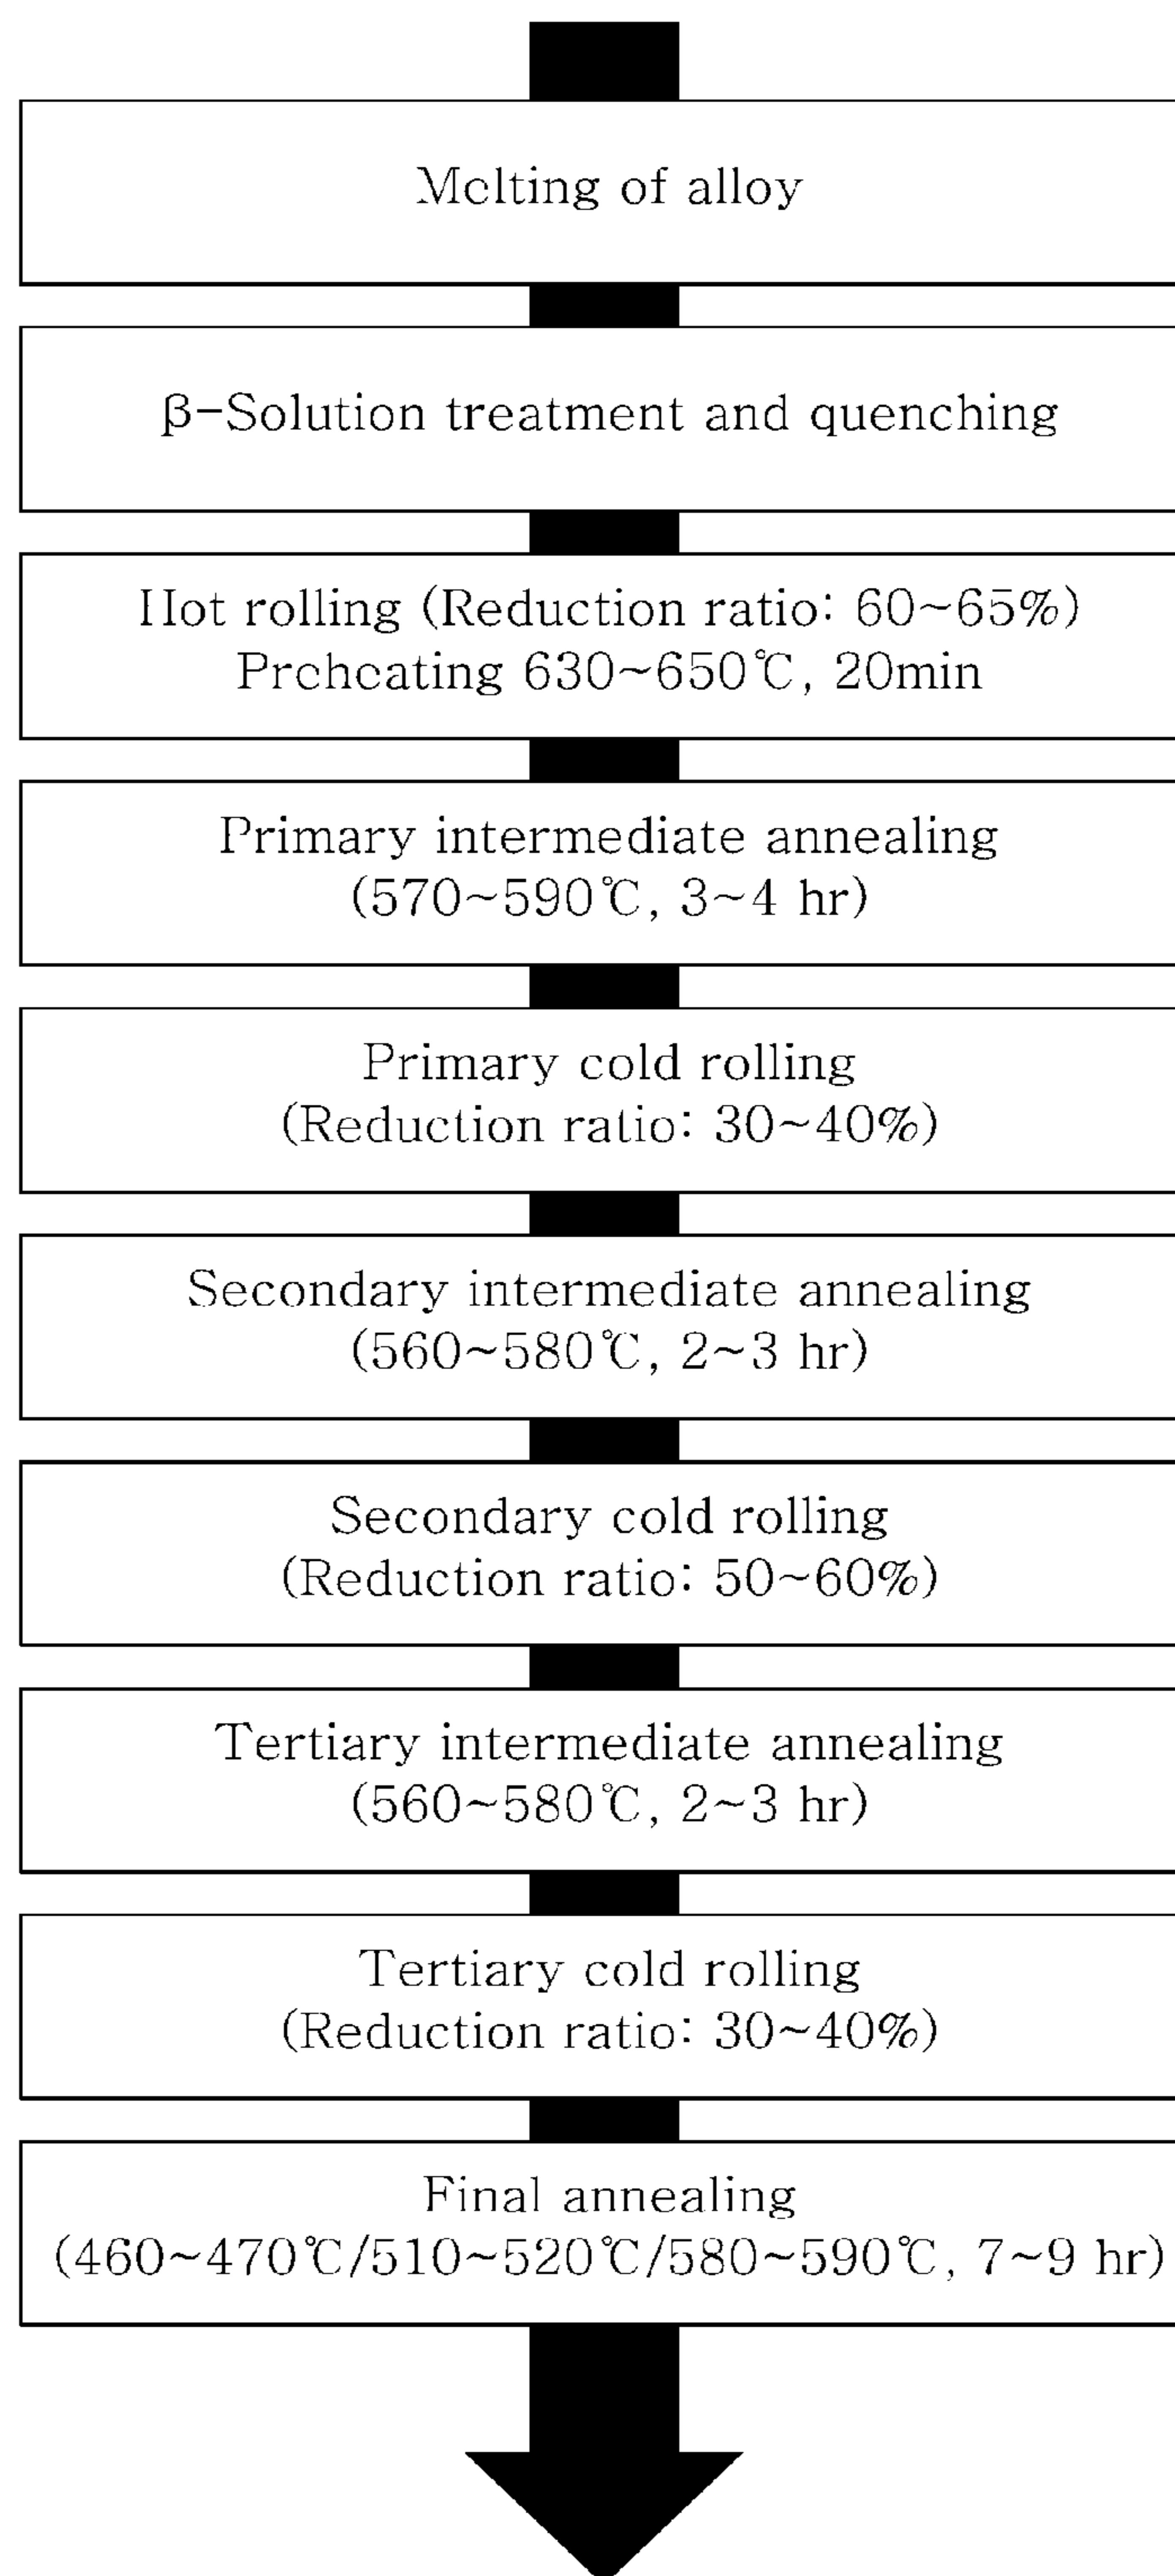 Melting of alloy
β-Solution treatment and quenching
Hot rolling (Reduction ratio: 60~65%)
Preheating 630~650℃, 20min
Primary intermediate annealing
(570~590℃, 3~4 hr)
Primary cold rolling
(Reduction ratio: 30~40%)
Secondary intermediate annealing
(560~580℃, 2~3 hr)
Secondary cold rolling
(Reduction ratio: 50~60%)
Tertiary intermediate annealing
(560~580℃, 2~3 hr)
Tertiary cold rolling
(Reduction ratio: 30~40%)
Final annealing
(460~470℃/510~520℃/580~590℃, 7~9 hr)